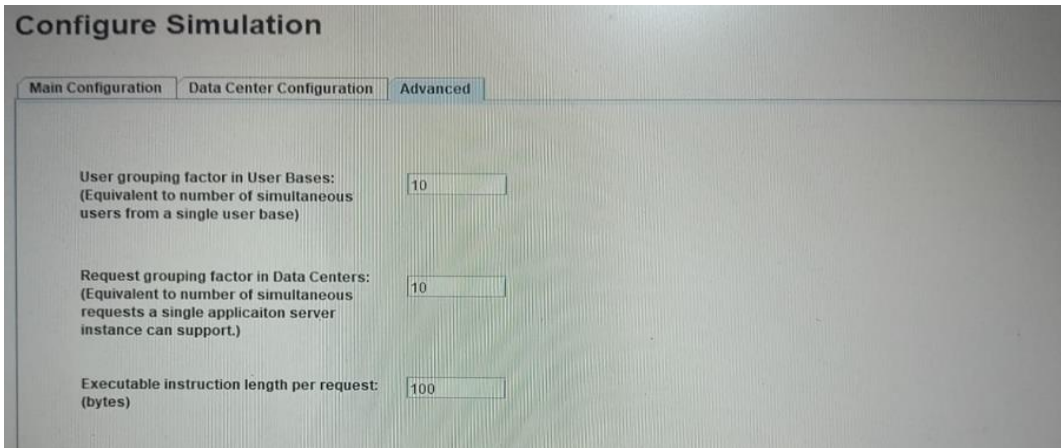 Configure Simulation
Main Configuration
Data Center Configuration
Advanced
User grouping factor in User Bases:
(Equivalent to number of simultaneous
users from a single user base)
10
Request grouping factor in Data Centers:
(Equivalent to number of simultaneous
requests a single applicaiton server
instance can support.)
10
Executable instruction length per request:
(bytes)
100